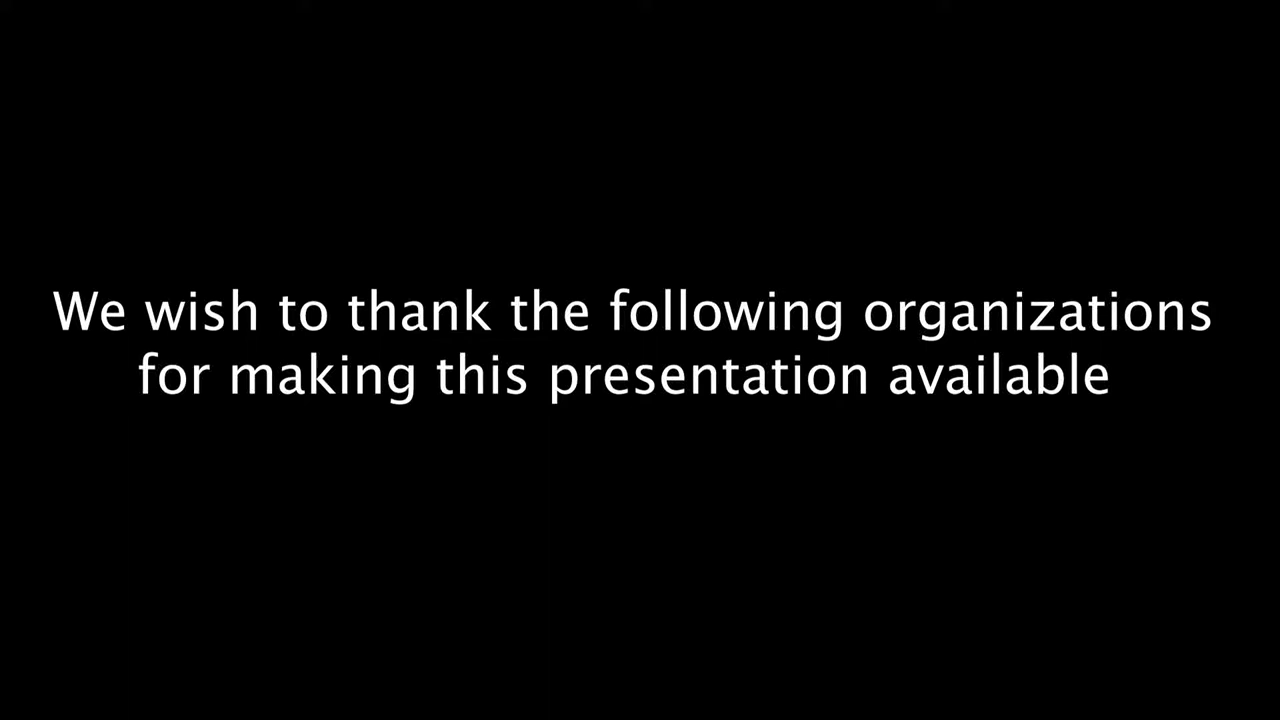 We wish to thank the following organizations
for making this presentation available